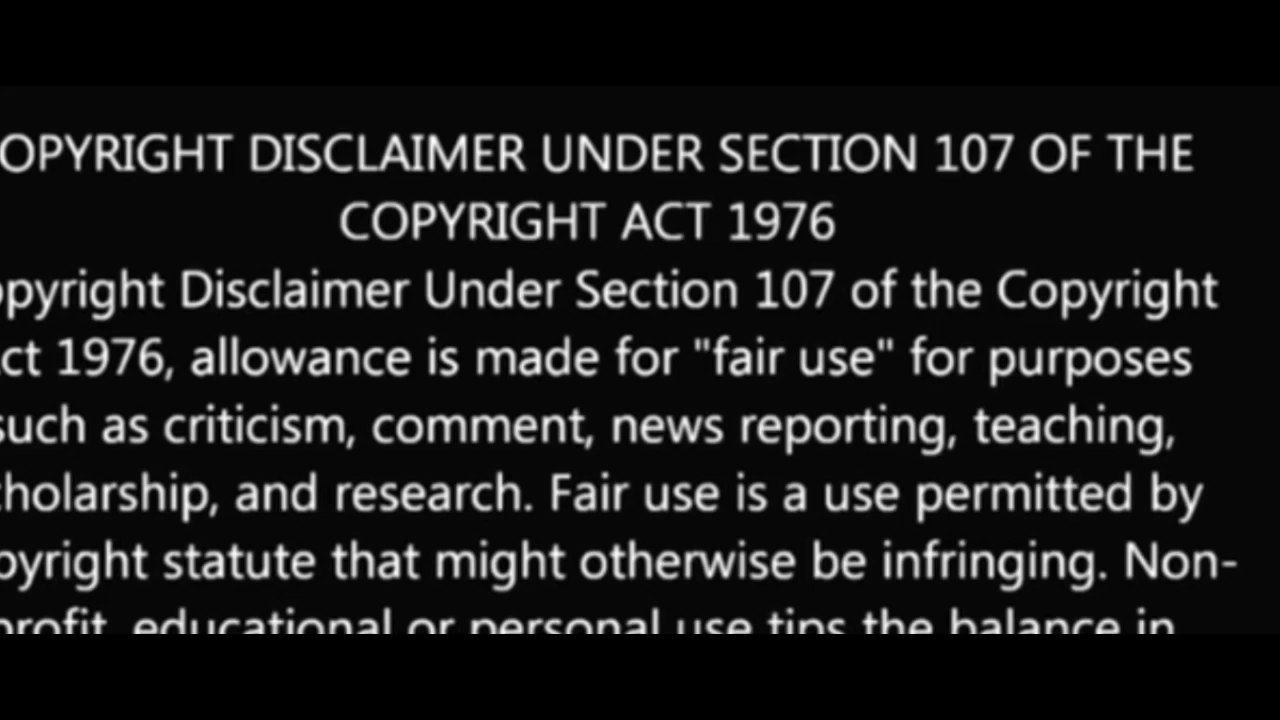 OPYRIGHT DISCLAIMER UNDER SECTION 107 OF THE
COPYRIGHT ACT 1976
opyright Disclaimer Under Section 107 of the Copyright
ct 1976, allowance is made for "fair use" for purposes
such as criticism, comment, news reporting, teaching,
cholarship, and research. Fair use is a use permitted by
pyright statute that might otherwise be infringing. Non-
profit, educational or personal use tips the balance in